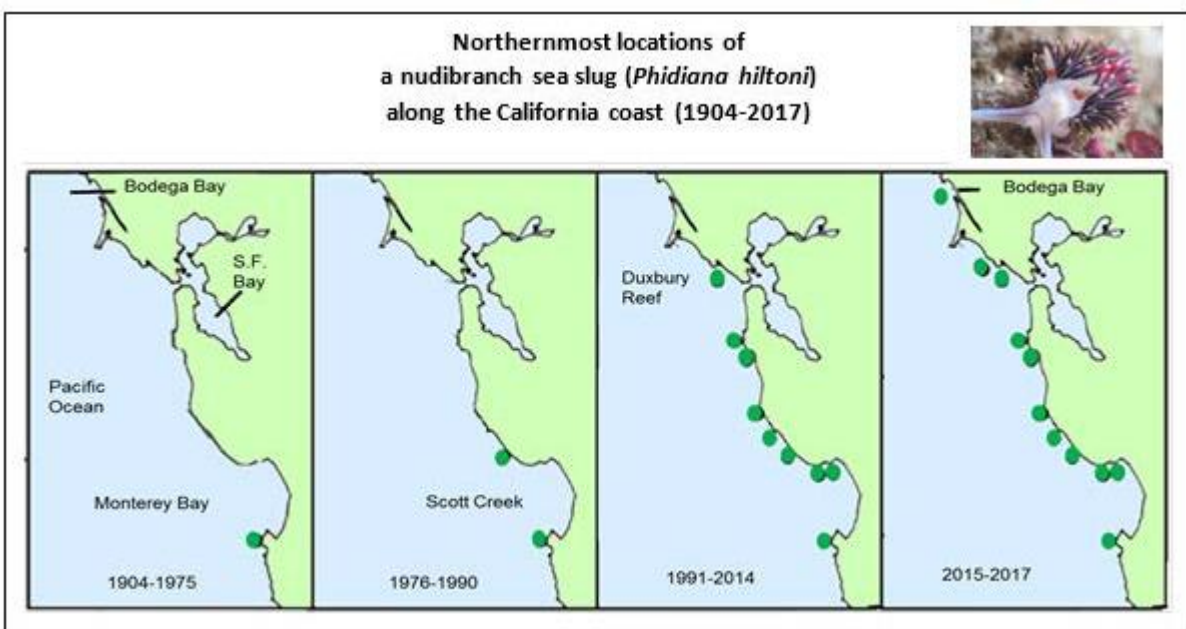 Northernmost locations of
a nudibranch sea slug (Phidiana hiltoni)
along the California coast (1904-2017)
Bodega Bay
S.F.
Bay
Pacific
Ocean
Monterey Bay
1904-1975
Scott Creek
1976-1990
Duxbury
Reef
1991-2014
Bodega Bay
2015-2017